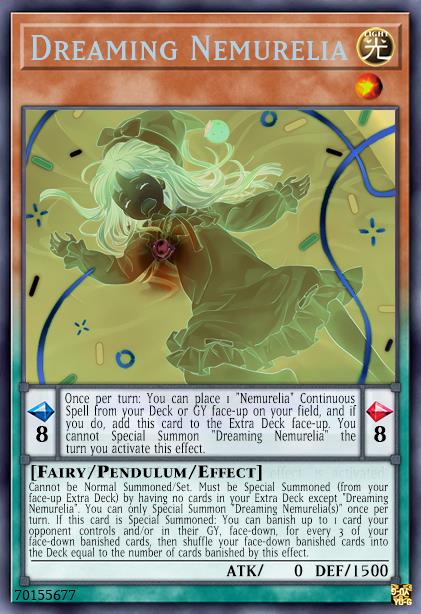 Dreaming Nemurelia
LIGHT
光
Once per turn: You can place 1 "Nemurelia" Continuous
Spell from your Deck or GY face-up on your field, and if
you do, add this card to the Extra Deck face-up. You
cannot Special Summon "Dreaming Nemurelia" the
turn you activate this effect.
8
8
[Fairy/Pendulum/Effect]
Cannot be Normal Summoned/Set. Must be Special Summoned (from your
face-up Extra Deck) by having no cards in your Extra Deck except "Dreaming
Nemurelia". You can only Special Summon "Dreaming Nemurelia(s)" once per
turn. If this card is Special Summoned: You can banish up to 1 card your
opponent controls and/or in their GY, face-down, for every 3 of your
face-down banished cards, then shuffle your face-down banished cards into
the Deck equal to the number of cards banished by this effect.
ATK/ 0 DEF/1500
70155677